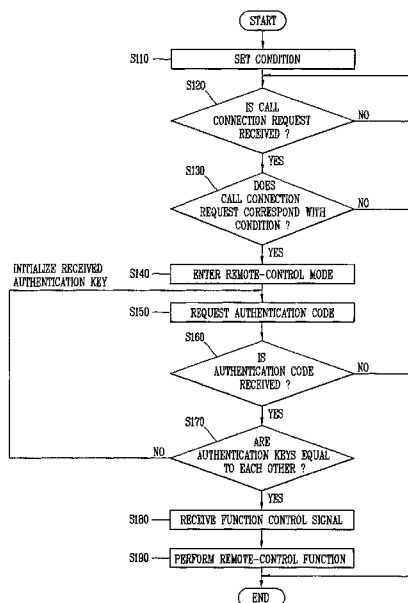 START
S110
SET CONDITION
S120
IS CALL
CONNECTION REQUEST
RECEIVED ?
NO
YES
S130
DOES
CALL CONNECTION
REQUEST CORRESPOND WITH
CONDITION ?
NO
YES
INITIALIZE RECEIVED
AUTHENTICATION KEY
S140
ENTER REMOTE-CONTROL MODE
S150
REQUEST AUTHENTICATION CODE
S160
IS
AUTHENTICATION CODE
RECEIVED ?
NO
YES
S170
ARE
AUTHENTICATION KEYS EQUAL
TO EACH OTHER ?
NO
YES
S180
RECEIVE FUNCTION CONTROL SIGNAL
S190
PERFORM REMOTE-CONTROL FUNCTION
END